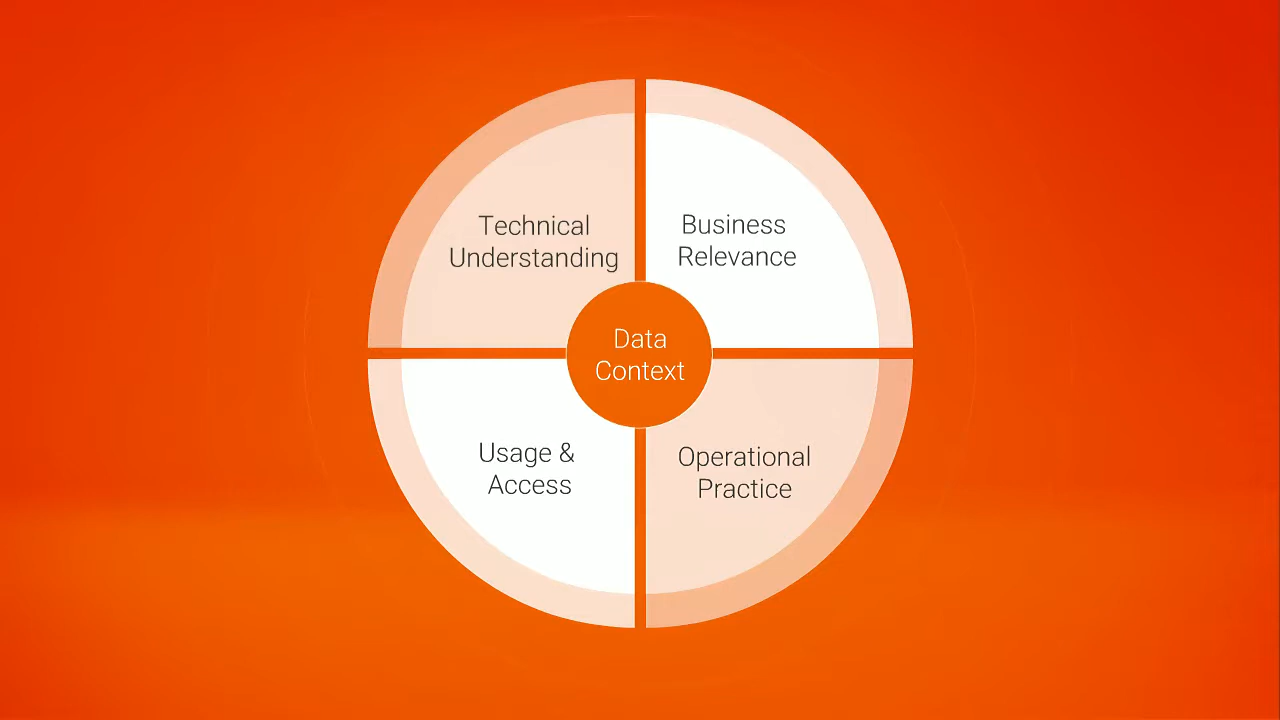 Technical
Understanding
Business
Relevance
Data
Context
Usage &
Access
Operational
Practice